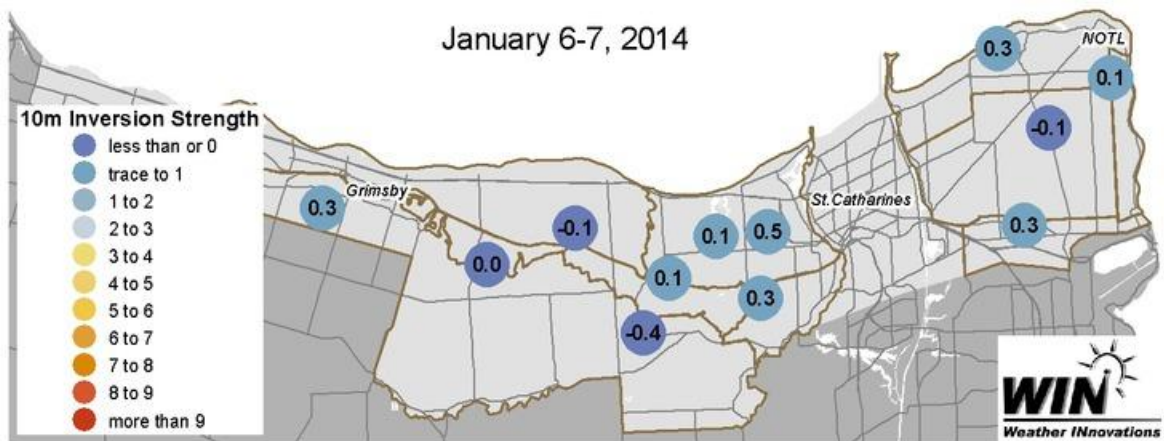 January 6-7, 2014
NOTL
0.3
0.1
-0.1
10m Inversion Strength
less than or 0
trace to 1
1 to 2
2 to 3
3 to 4
4 to 5
5 to 6
6 to 7
7 to 8
8 to 9
more than 9
Grimsby
St.Catharines
0.3
-0.1
0.1
0.5
0.3
0.0
0.1
0.3
-0.4
WIN
Weather INnovations